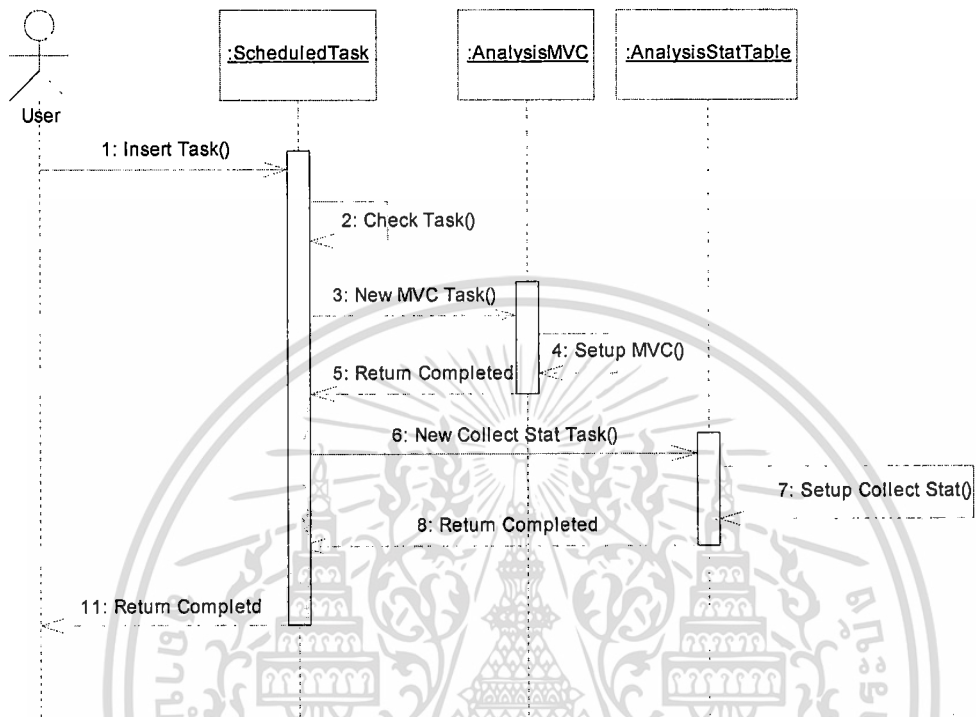 :ScheduledTask
:AnalysisMVC
:AnalysisStatTable
User
1: Insert Task()
2: Check Task()
3: New MVC Task()
4: Setup MVC()
5: Return Completed
6: New Collect Stat Task()
7: Setup Collect Stat()
8: Return Completed
11: Return Completd